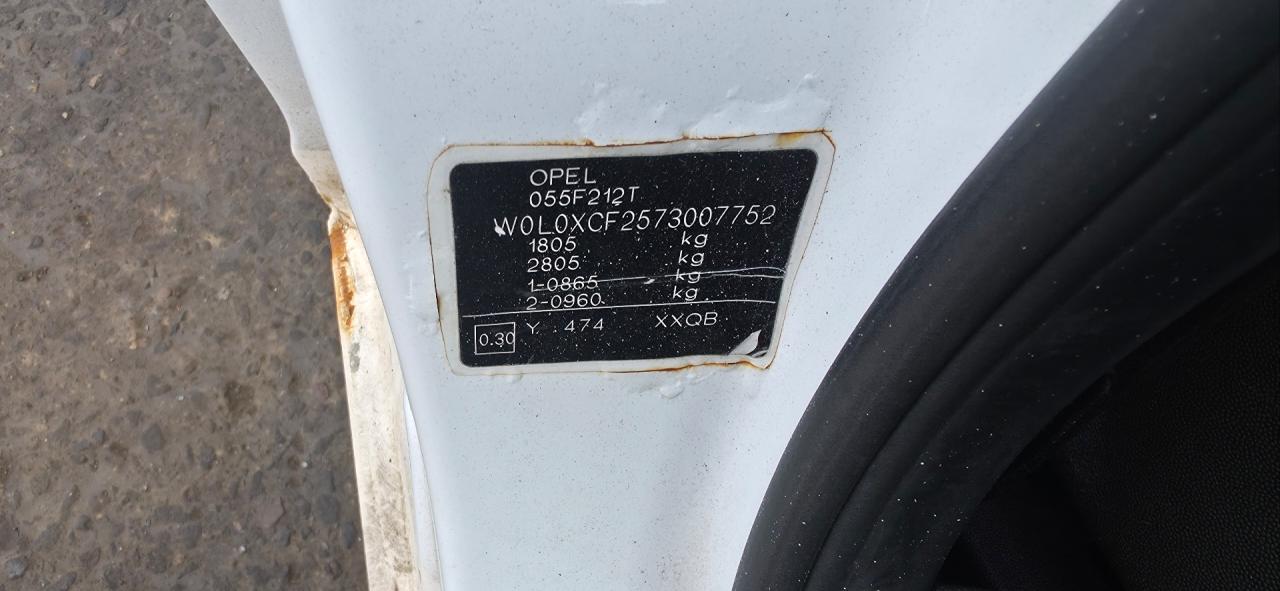 OPEL
055F212T
W0L0XCF2573007752
1805 kg
2805 kg
1-0865 kg
2-0960 kg
0.30 Y 474 XXQB